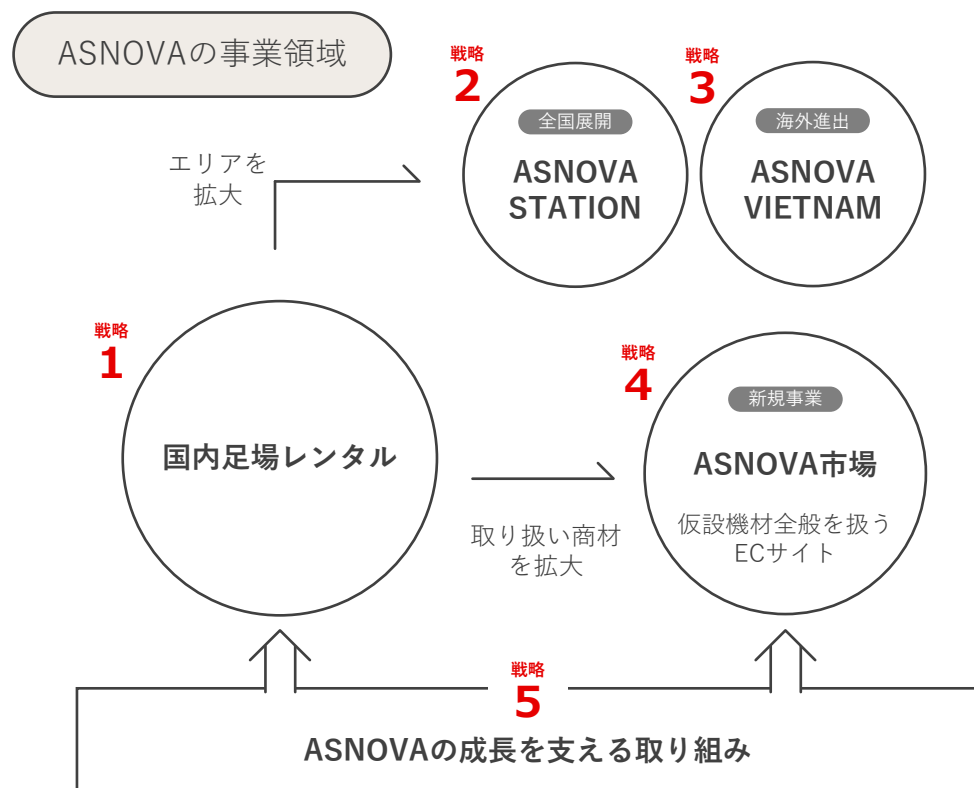 ASNOVAの事業領域
戦略
2
全国展開
ASNOVA
STATION
戦略
3
海外進出
ASNOVA
VIETNAM
エリアを
拡大
戦略
1
国内足場レンタル
取り扱い商材
を拡大
戦略
4
新規事業
ASNOVA市場
仮設機材全般を扱う
ECサイト
戦略
5
ASNOVAの成長を支える取り組み